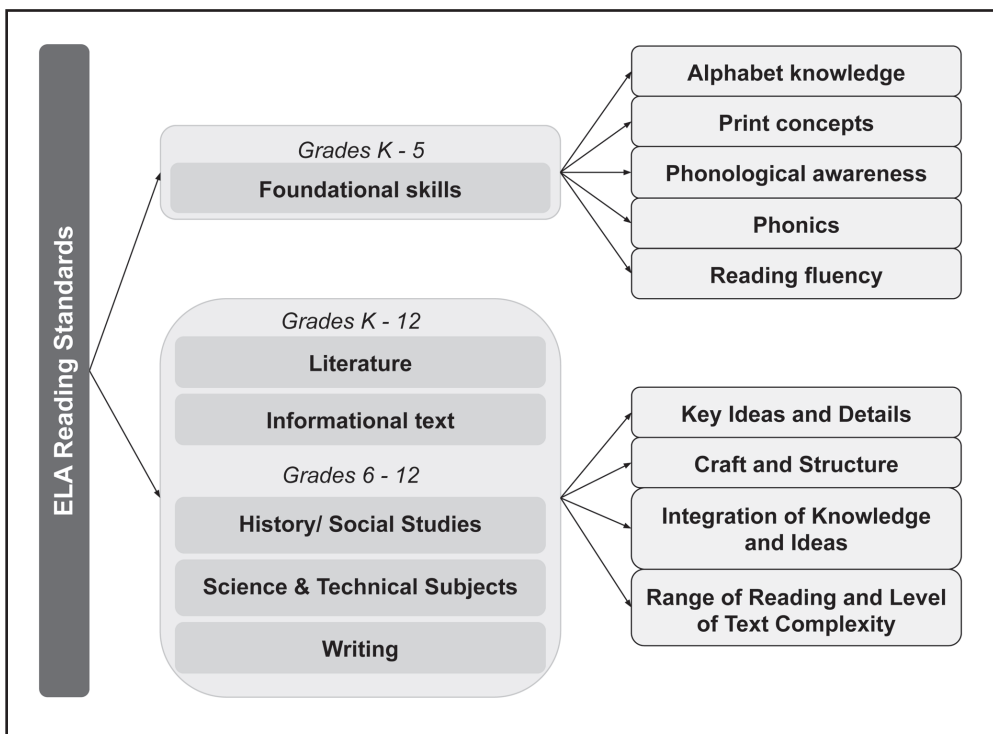 ELA Reading Standards
Grades K - 5
Foundational skills
Alphabet knowledge
Print concepts
Phonological awareness
Phonics
Reading fluency
Grades K - 12
Literature
Informational text
Grades 6 - 12
History/ Social Studies
Science & Technical Subjects
Writing
Key Ideas and Details
Craft and Structure
Integration of Knowledge
and Ideas
Range of Reading and Level
of Text Complexity